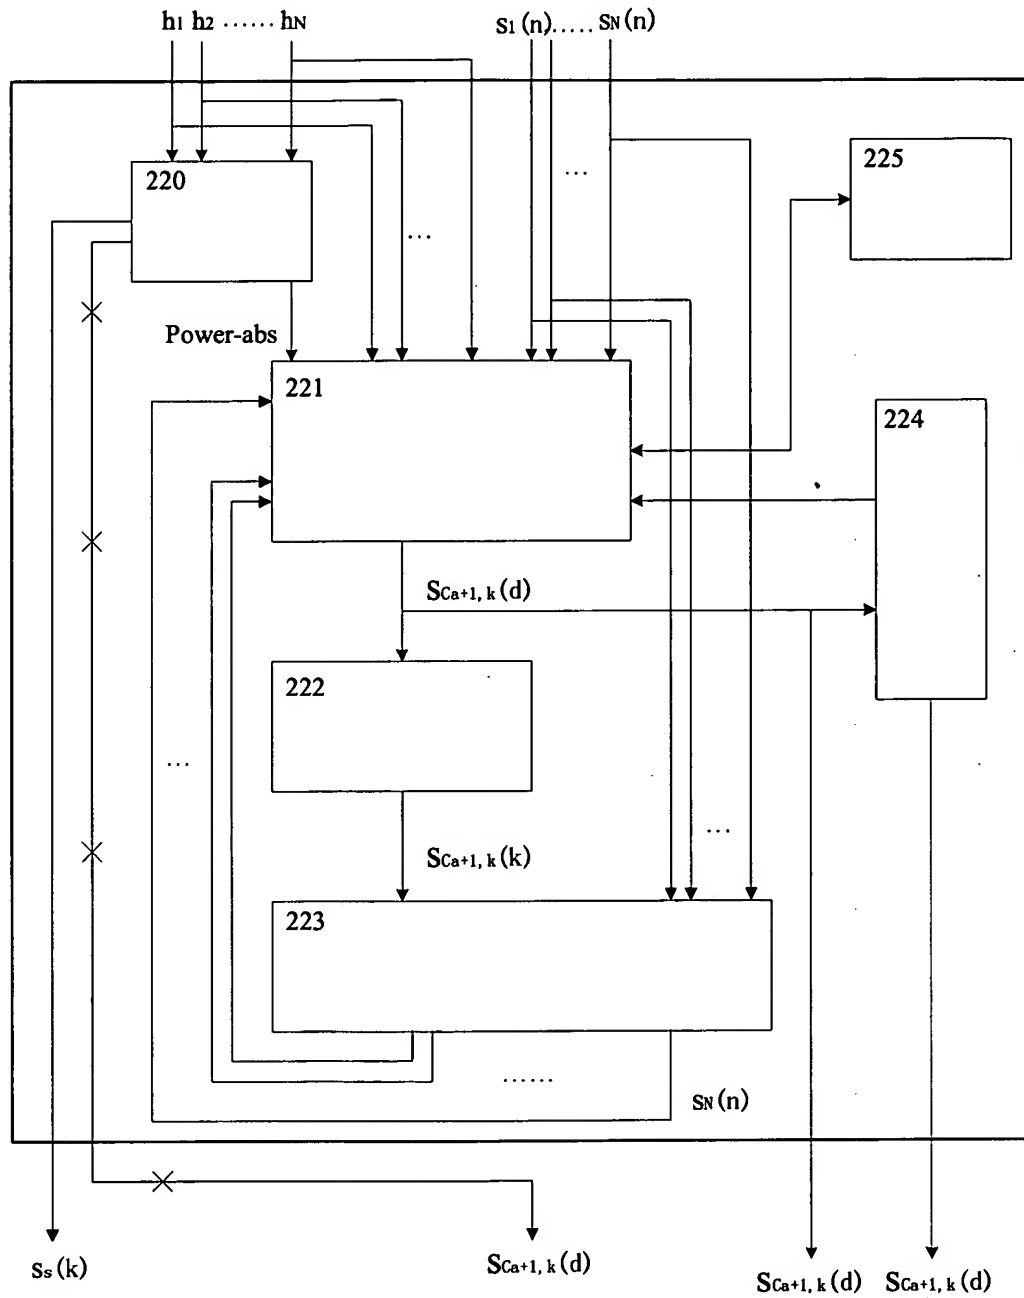 h1 h2 ...... hN
s1(n)...... sN(n)
...
220
225
...
Power-abs
221
224
SCa+1, k(d)
222
...
...
SCa+1, k(k)
223
......
sN(n)
ss(k)
SCa+1, k(d)
SCa+1, k(d)
SCa+1, k(d)